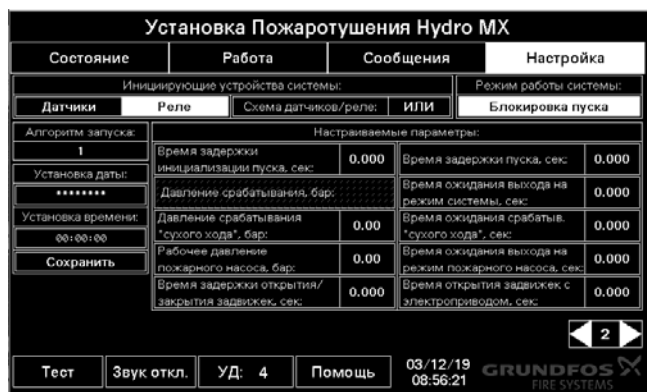 Установка Пожаротушения Hydro MX
Состояние Работа Сообщения Настройка
Инициирующие устройства системы: Режим работы системы:
Датчики Реле Схема датчиков/реле: ИЛИ Блокировка пуска
Алгоритм запуска: Настраиваемые параметры:
1
Установка даты:
********
Установка времени:
00:00:00
Сохранить
Время задержки
инициализации пуска, сек: 0.000
Время задержки пуска, сек: 0.000
Давление срабатывания, бар:
Время ожидания выхода на
режим системы, сек: 0.000
Давление срабатывания
"сухого хода", бар: 0.00
Время ожидания срабатыв.
"сухого хода", сек: 0.000
Рабочее давление
пожарного насоса, бар: 0.00
Время ожидания выхода на
режим пожарного насоса, сек: 0.000
Время задержки открытия/
закрытия задвижек, сек: 0.000
Время открытия задвижек с
электроприводом, сек: 0.000
2
Тест Звук откл. УД: 4 Помощь
03/12/19
08:56:21
GRUNDFOS
FIRE SYSTEMS